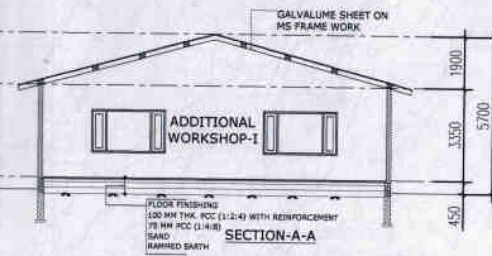 GALVALUME SHEET ON
MS FRAME WORK
1900
ADDITIONAL
WORKSHOP-I
3350
5700
450
FLOOR FINISHING
100 MM THK. PCC (1:2:4) WITH REINFORCEMENT
75 MM PCC (1:4:8)
SAND
RAMMED EARTH
SECTION-A-A